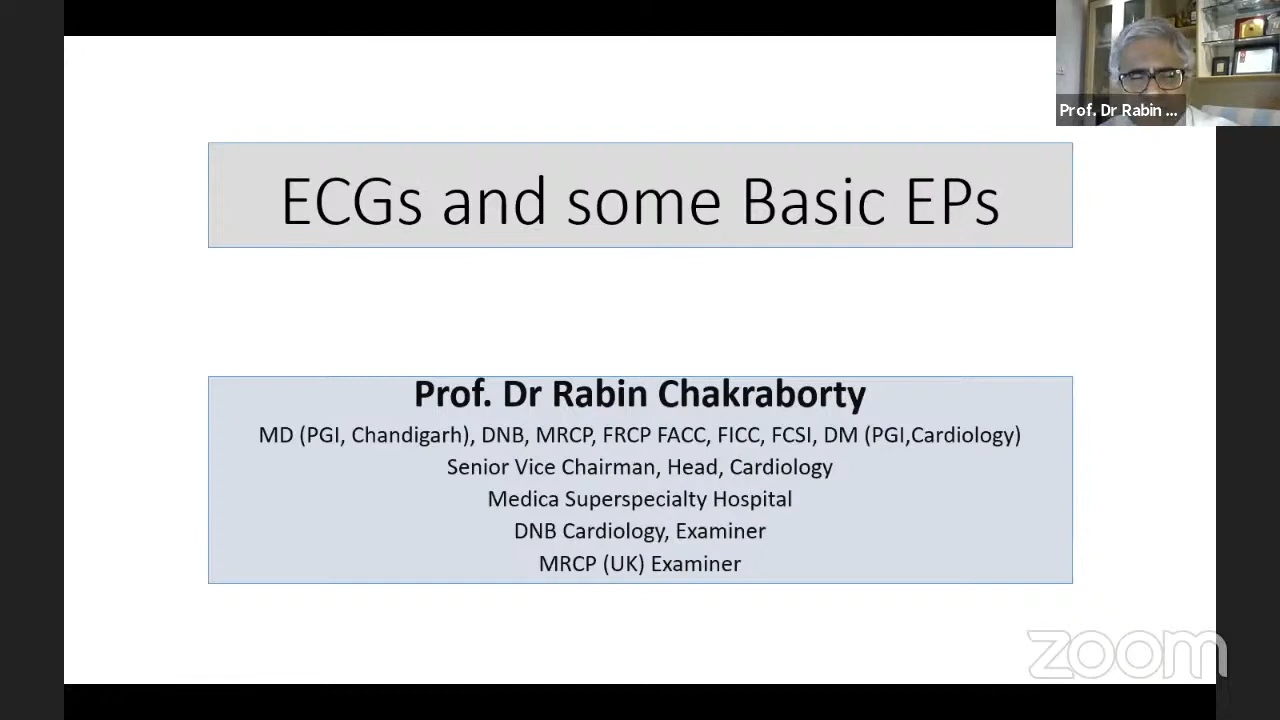 Prof. Dr Rabin ...
ECGs and some Basic EPs
Prof. Dr Rabin Chakraborty
MD (PGI, Chandigarh), DNB, MRCP, FRCP FACC, FICC, FCSI, DM (PGI,Cardiology)
Senior Vice Chairman, Head, Cardiology
Medica Superspecialty Hospital
DNB Cardiology, Examiner
MRCP (UK) Examiner
zoom